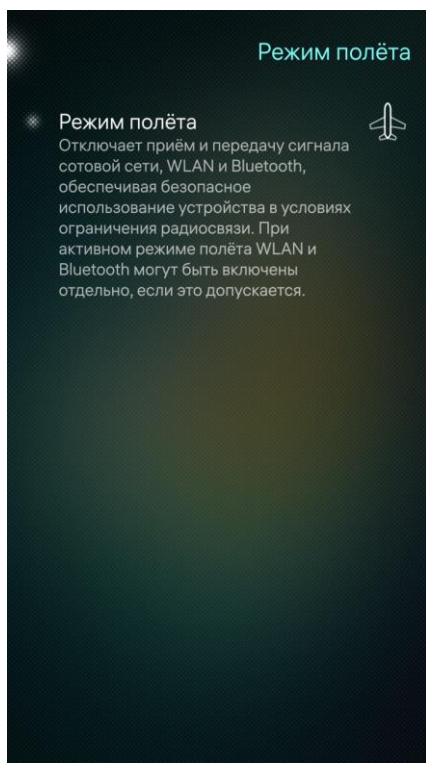 Режим полёта
Режим полёта
Отключает приём и передачу сигнала
сотовой сети, WLAN и Bluetooth,
обеспечивая безопасное
использование устройства в условиях
ограничения радиосвязи. При
активном режиме полёта WLAN и
Bluetooth могут быть включены
отдельно, если это допускается.